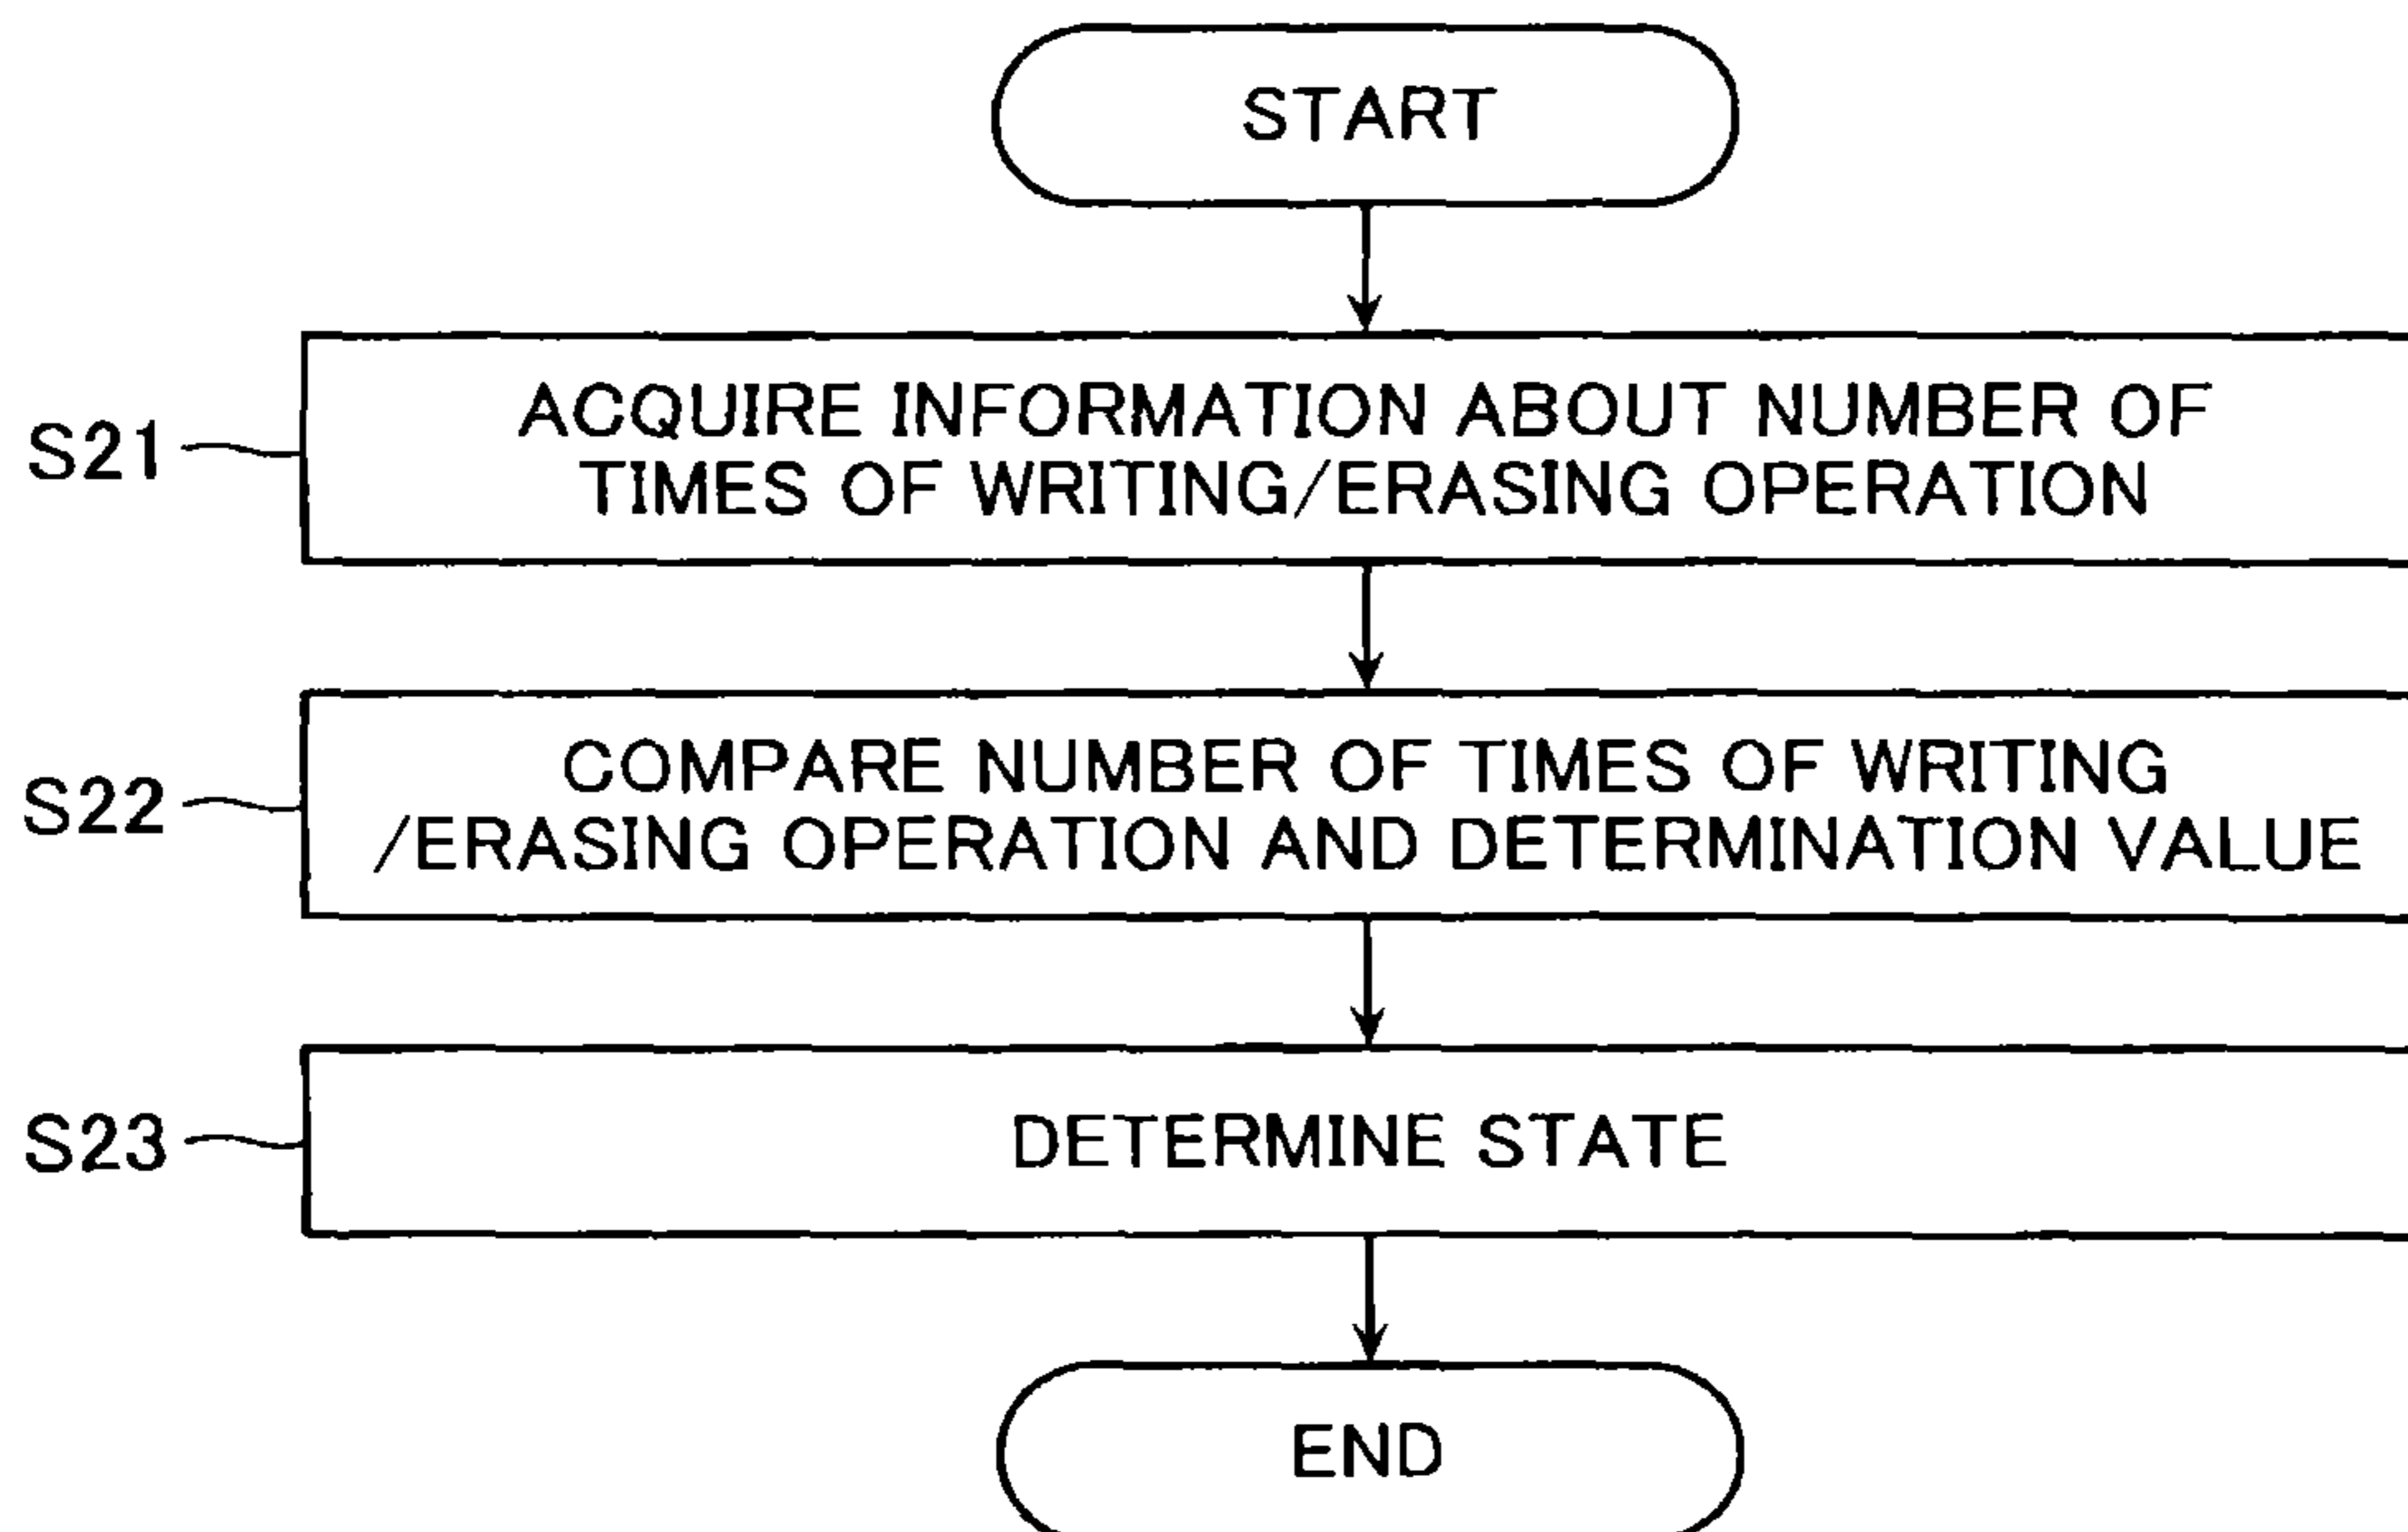 START
S21
ACQUIRE INFORMATION ABOUT NUMBER OF
TIMES OF WRITING/ERASING OPERATION
S22
COMPARE NUMBER OF TIMES OF WRITING
/ERASING OPERATION AND DETERMINATION VALUE
S23
DETERMINE STATE
END